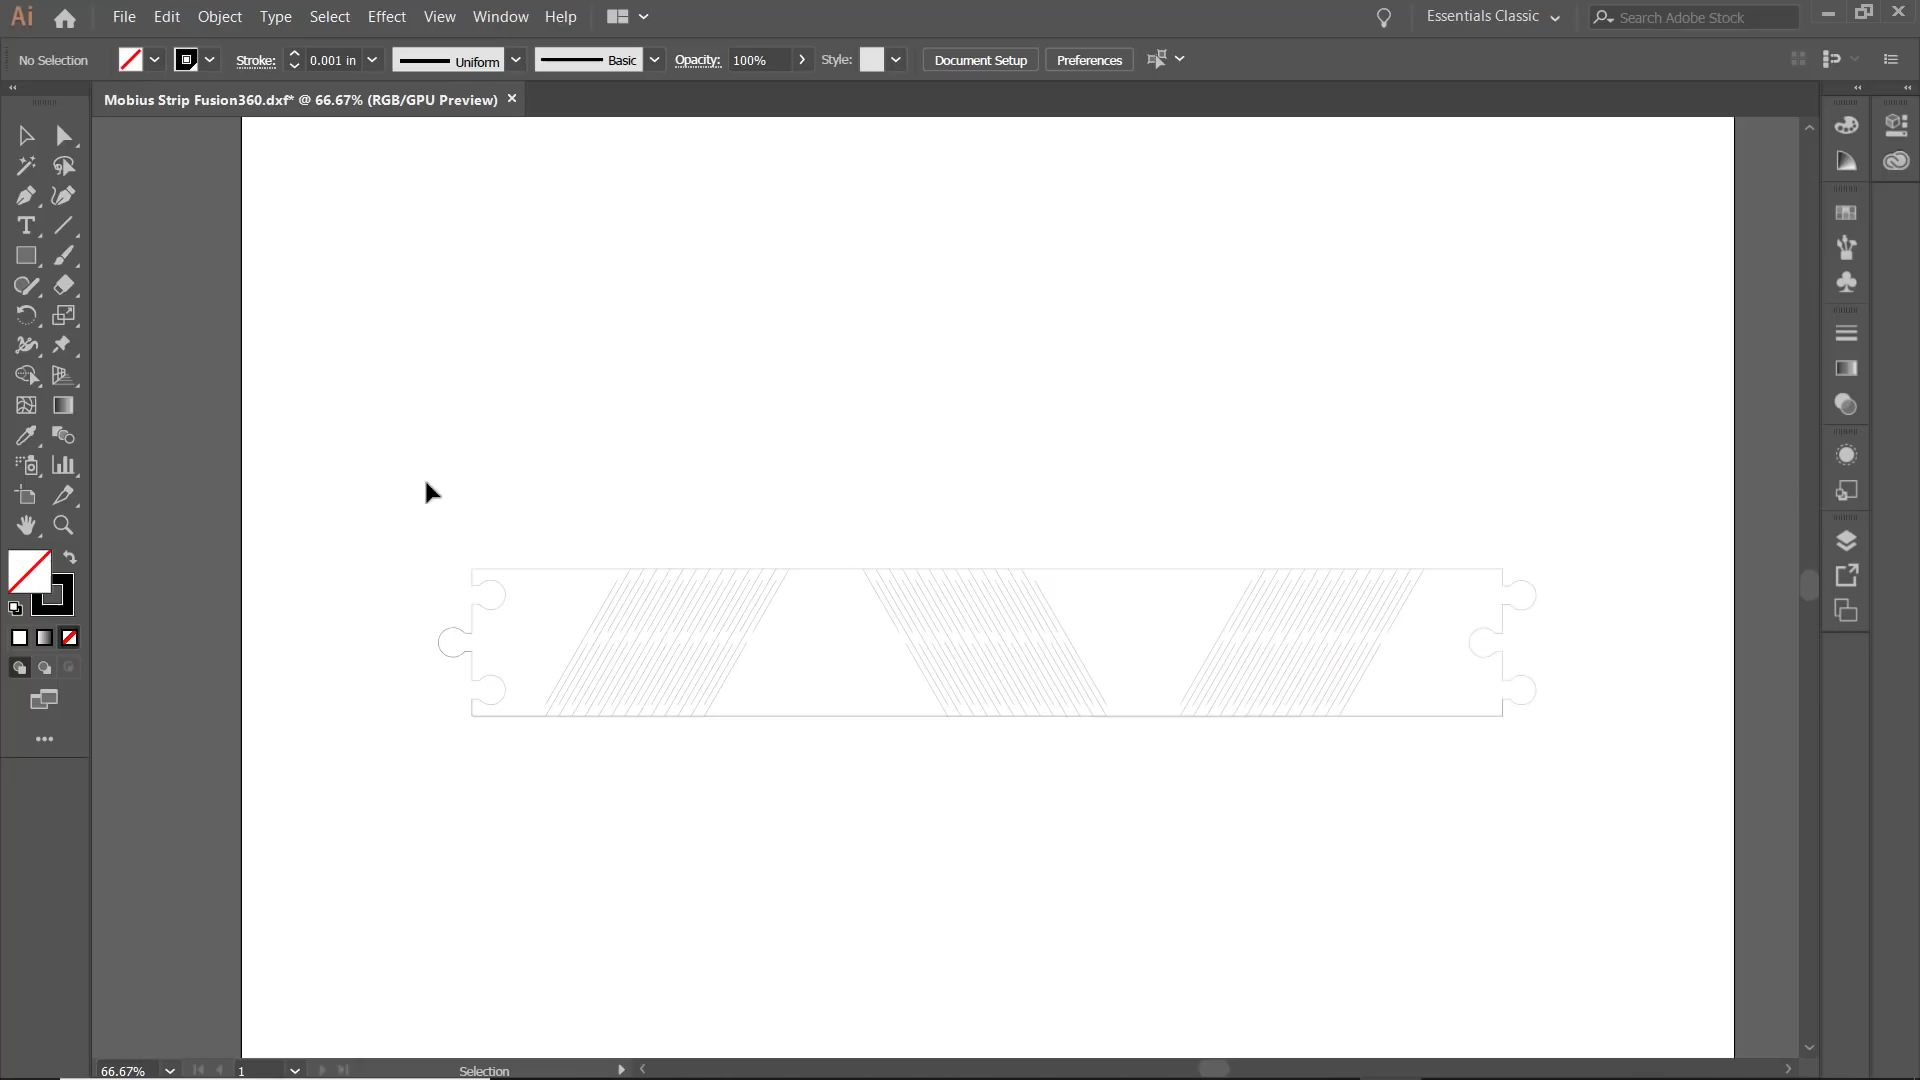 Ai File Edit Object Type Select Effect View Window Help Essentials Classic Search Adobe Stock
No Selection Stroke: 0.001 in Uniform Basic Opacity: 100% Style: Document Setup Preferences
Mobius Strip Fusion360.dxf* @ 66.67% (RGB/GPU Preview)
66.67% 1 Selection